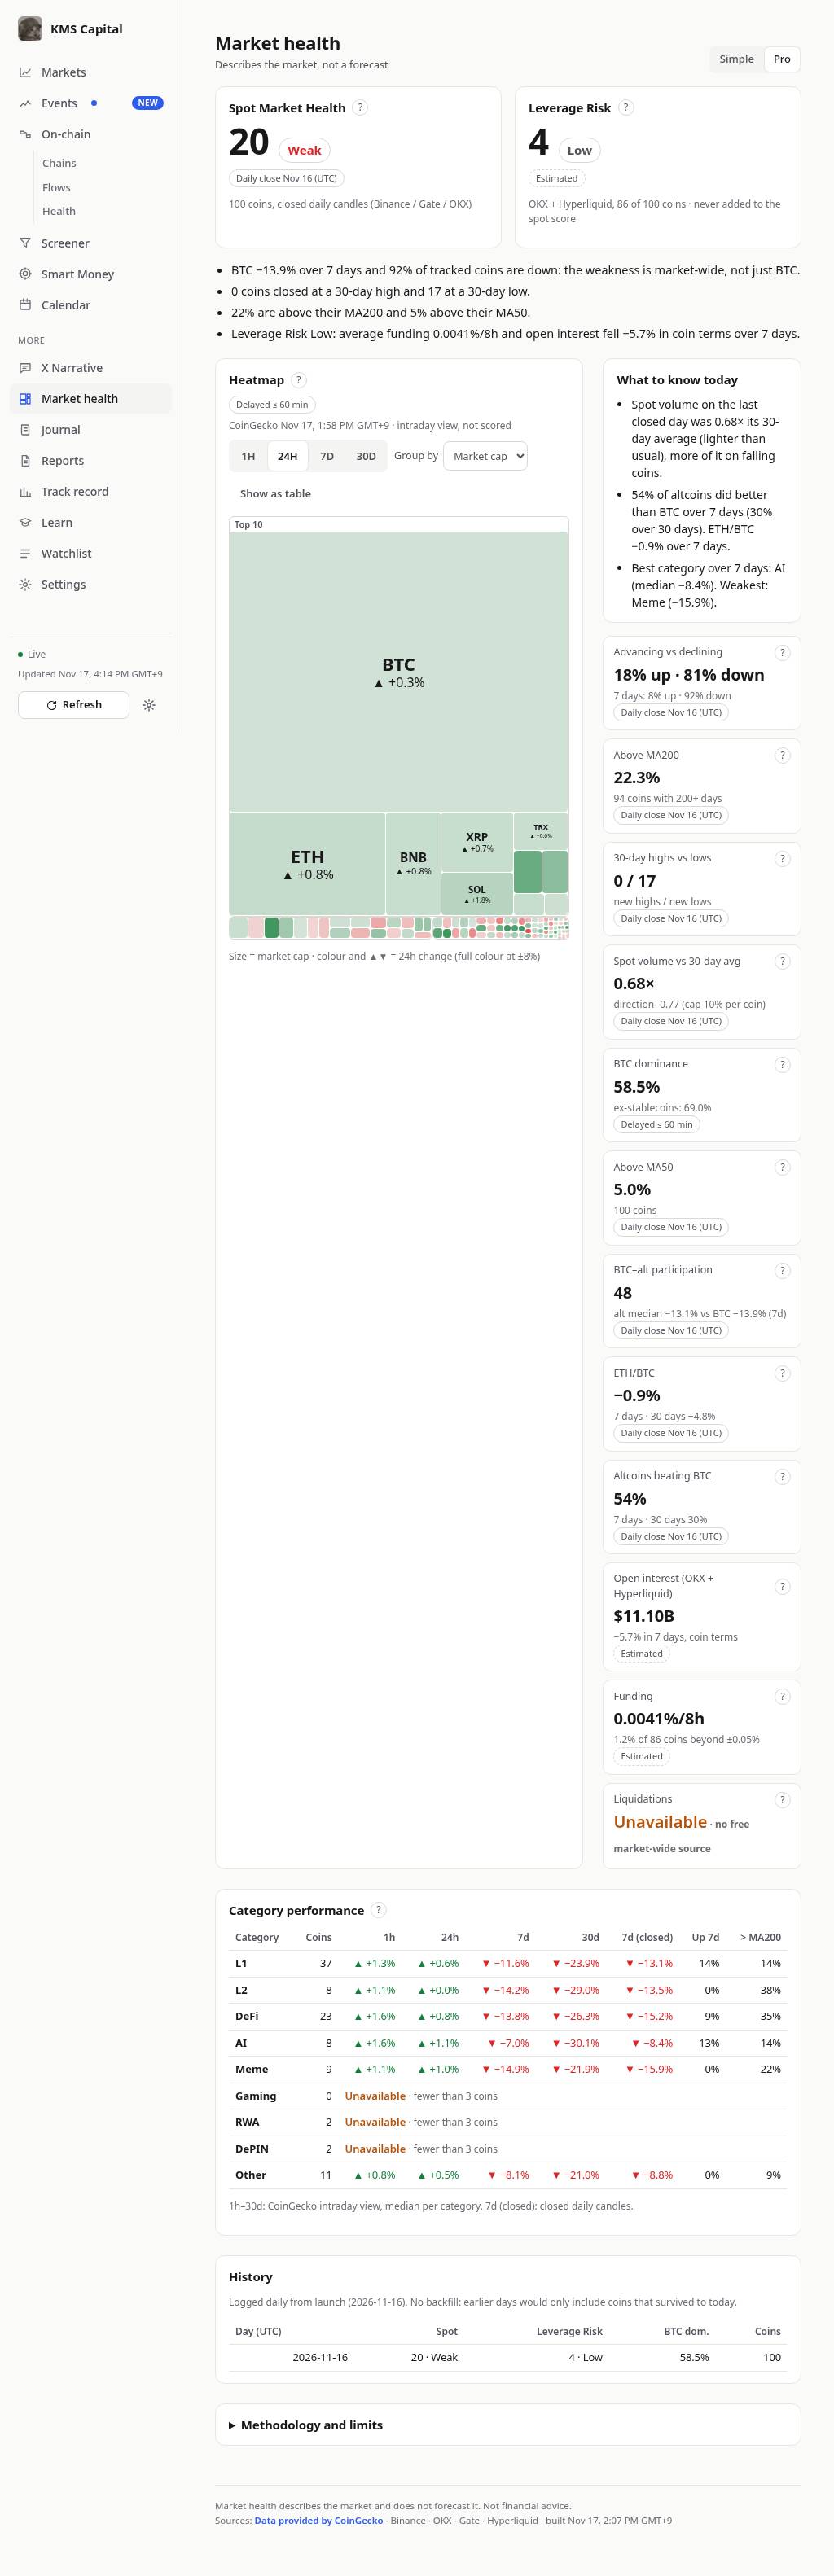 KMS Capital
Markets
Events NEW
On-chain
Chains
Flows
Health
Screener
Smart Money
Calendar
MORE
X Narrative
Market health
Journal
Reports
Track record
Learn
Watchlist
Settings
Live
Updated Nov 17, 4:14 PM GMT+9
Refresh
Market health
Describes the market, not a forecast
Simple Pro
Spot Market Health ?
20 Weak
Daily close Nov 16 (UTC)
100 coins, closed daily candles (Binance / Gate / OKX)
Leverage Risk ?
4 Low
Estimated
OKX + Hyperliquid, 86 of 100 coins · never added to the
spot score
• BTC −13.9% over 7 days and 92% of tracked coins are down: the weakness is market-wide, not just BTC.
• 0 coins closed at a 30-day high and 17 at a 30-day low.
• 22% are above their MA200 and 5% above their MA50.
• Leverage Risk Low: average funding 0.0041%/8h and open interest fell −5.7% in coin terms over 7 days.
Heatmap ?
Delayed ≤ 60 min
CoinGecko Nov 17, 1:58 PM GMT+9 · intraday view, not scored
1H 24H 7D 30D Group by Market cap
Show as table
Top 10
BTC
▲ +0.3%
ETH
▲ +0.8%
BNB
▲ +0.8%
XRP
▲ +0.7%
SOL
▲ +1.8%
TRX
▲ +0.6%
Size = market cap · colour and ▲▼ = 24h change (full colour at ±8%)
What to know today
• Spot volume on the last
closed day was 0.68× its 30-
day average (lighter than
usual), more of it on falling
coins.
• 54% of altcoins did better
than BTC over 7 days (30%
over 30 days). ETH/BTC
−0.9% over 7 days.
• Best category over 7 days: AI
(median −8.4%). Weakest:
Meme (−15.9%).
Advancing vs declining ?
18% up · 81% down
7 days: 8% up · 92% down
Daily close Nov 16 (UTC)
Above MA200 ?
22.3%
94 coins with 200+ days
Daily close Nov 16 (UTC)
30-day highs vs lows ?
0 / 17
new highs / new lows
Daily close Nov 16 (UTC)
Spot volume vs 30-day avg ?
0.68×
direction -0.77 (cap 10% per coin)
Daily close Nov 16 (UTC)
BTC dominance ?
58.5%
ex-stablecoins: 69.0%
Delayed ≤ 60 min
Above MA50 ?
5.0%
100 coins
Daily close Nov 16 (UTC)
BTC–alt participation ?
48
alt median −13.1% vs BTC −13.9% (7d)
Daily close Nov 16 (UTC)
ETH/BTC ?
−0.9%
7 days · 30 days −4.8%
Daily close Nov 16 (UTC)
Altcoins beating BTC ?
54%
7 days · 30 days 30%
Daily close Nov 16 (UTC)
Open interest (OKX +
Hyperliquid) ?
$11.10B
−5.7% in 7 days, coin terms
Estimated
Funding ?
0.0041%/8h
1.2% of 86 coins beyond ±0.05%
Estimated
Liquidations ?
Unavailable · no free
market-wide source
Category performance ?
Category Coins 1h 24h 7d 30d 7d (closed) Up 7d > MA200
L1 37 ▲ +1.3% ▲ +0.6% ▼ −11.6% ▼ −23.9% ▼ −13.1% 14% 14%
L2 8 ▲ +1.1% ▲ +0.0% ▼ −14.2% ▼ −29.0% ▼ −13.5% 0% 38%
DeFi 23 ▲ +1.6% ▲ +0.8% ▼ −13.8% ▼ −26.3% ▼ −15.2% 9% 35%
AI 8 ▲ +1.6% ▲ +1.1% ▼ −7.0% ▼ −30.1% ▼ −8.4% 13% 14%
Meme 9 ▲ +1.1% ▲ +1.0% ▼ −14.9% ▼ −21.9% ▼ −15.9% 0% 22%
Gaming 0 Unavailable · fewer than 3 coins
RWA 2 Unavailable · fewer than 3 coins
DePIN 2 Unavailable · fewer than 3 coins
Other 11 ▲ +0.8% ▲ +0.5% ▼ −8.1% ▼ −21.0% ▼ −8.8% 0% 9%
1h–30d: CoinGecko intraday view, median per category. 7d (closed): closed daily candles.
History
Logged daily from launch (2026-11-16). No backfill: earlier days would only include coins that survived to today.
Day (UTC) Spot Leverage Risk BTC dom. Coins
2026-11-16 20 · Weak 4 · Low 58.5% 100
▶ Methodology and limits
Market health describes the market and does not forecast it. Not financial advice.
Sources: Data provided by CoinGecko · Binance · OKX · Gate · Hyperliquid · built Nov 17, 2:07 PM GMT+9